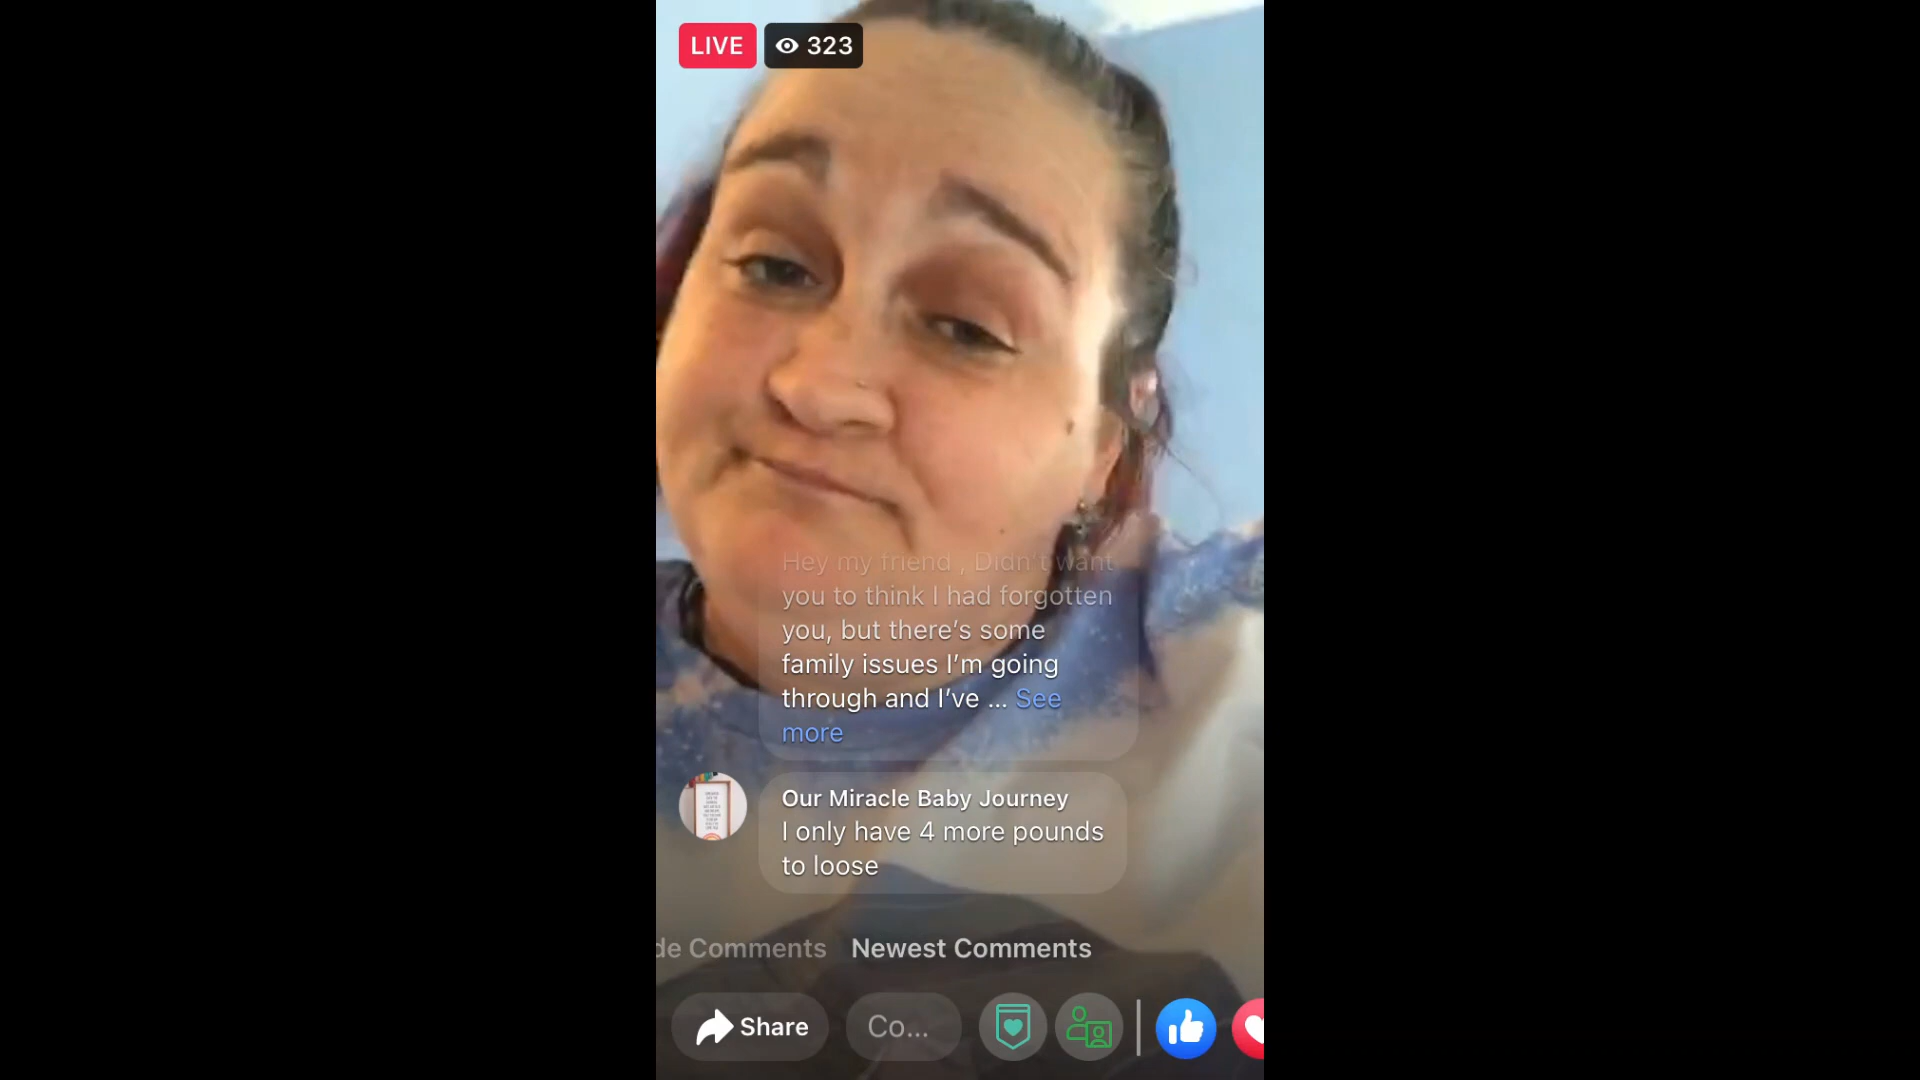 LIVE 323
Hey my friend , Didn't want
you to think I had forgotten
you, but there's some
family issues I'm going
through and I've ... See
more
Our Miracle Baby Journey
I only have 4 more pounds
to loose
de Comments Newest Comments
Share Co...